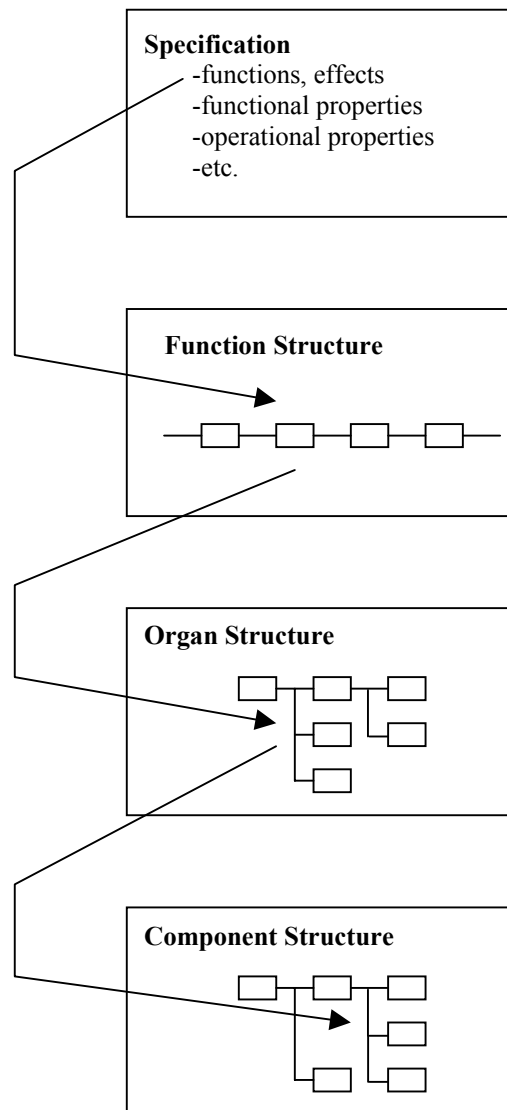 Specification
-functions, effects
-functional properties
-operational properties
-etc.
Function Structure
Organ Structure
Component Structure